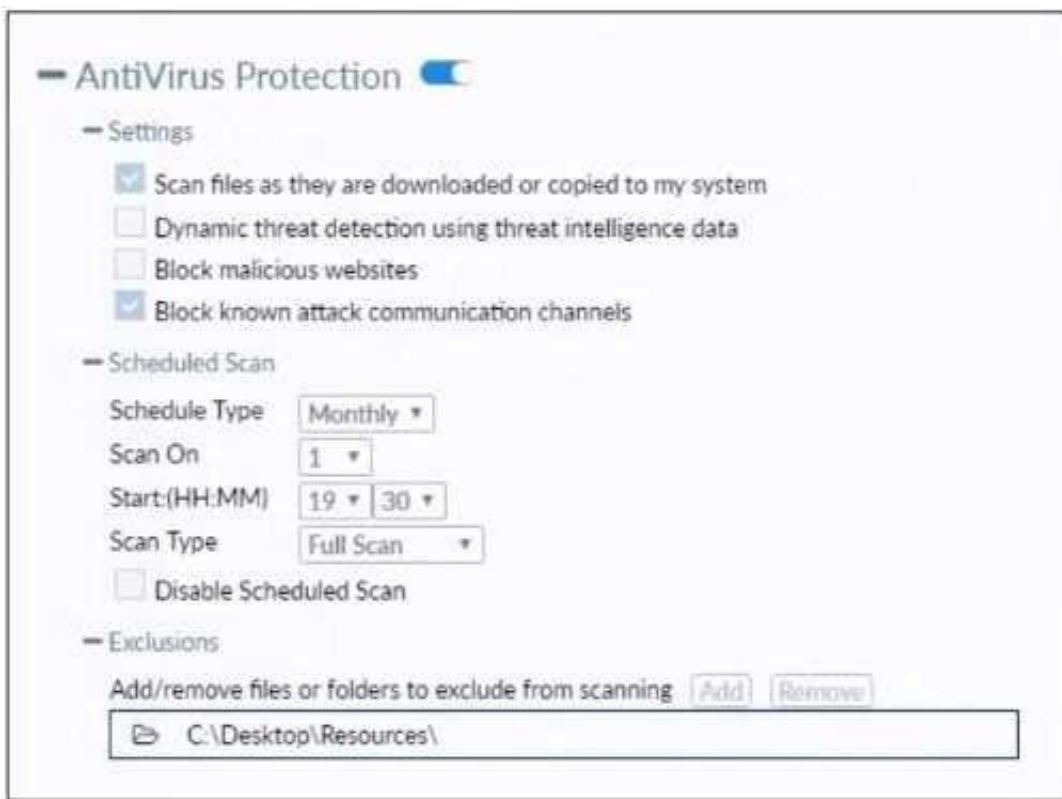 AntiVirus Protection
Settings
Scan files as they are downloaded or copied to my system
Dynamic threat detection using threat intelligence data
Block malicious websites
Block known attack communication channels
Scheduled Scan
Schedule Type Monthly
Scan On 1
Start:(HH:MM) 19 30
Scan Type Full Scan
Disable Scheduled Scan
Exclusions
Add/remove files or folders to exclude from scanning Add Remove
C:\Desktop\Resources\